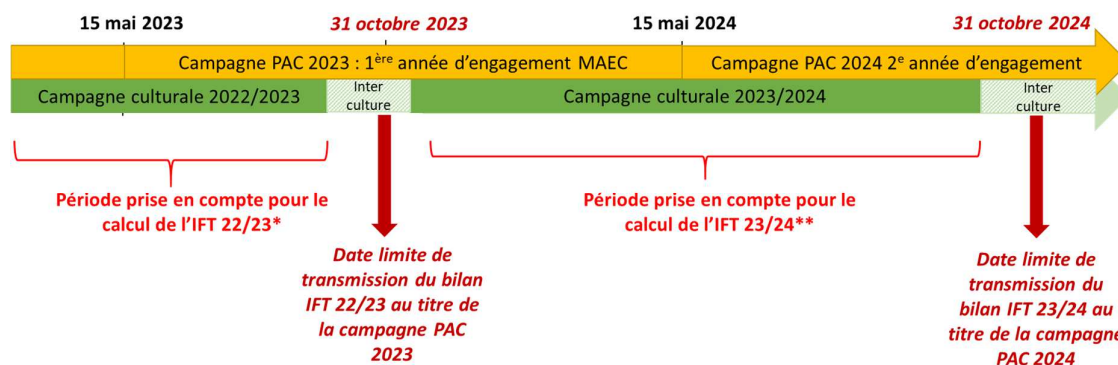 15 mai 2023
31 octobre 2023
15 mai 2024
31 octobre 2024
Campagne PAC 2023 : 1ère année d'engagement MAEC
Campagne PAC 2024 2e année d'engagement
Campagne culturale 2022/2023
Inter
culture
Campagne culturale 2023/2024
Inter
culture
Période prise en compte pour le
calcul de l'IFT 22/23*
Période prise en compte pour le
calcul de l'IFT 23/24**
Date limite de
transmission du bilan
IFT 22/23 au titre de
la campagne PAC
2023
Date limite de
transmission du
bilan IFT 23/24 au
titre de la campagne
PAC 2024